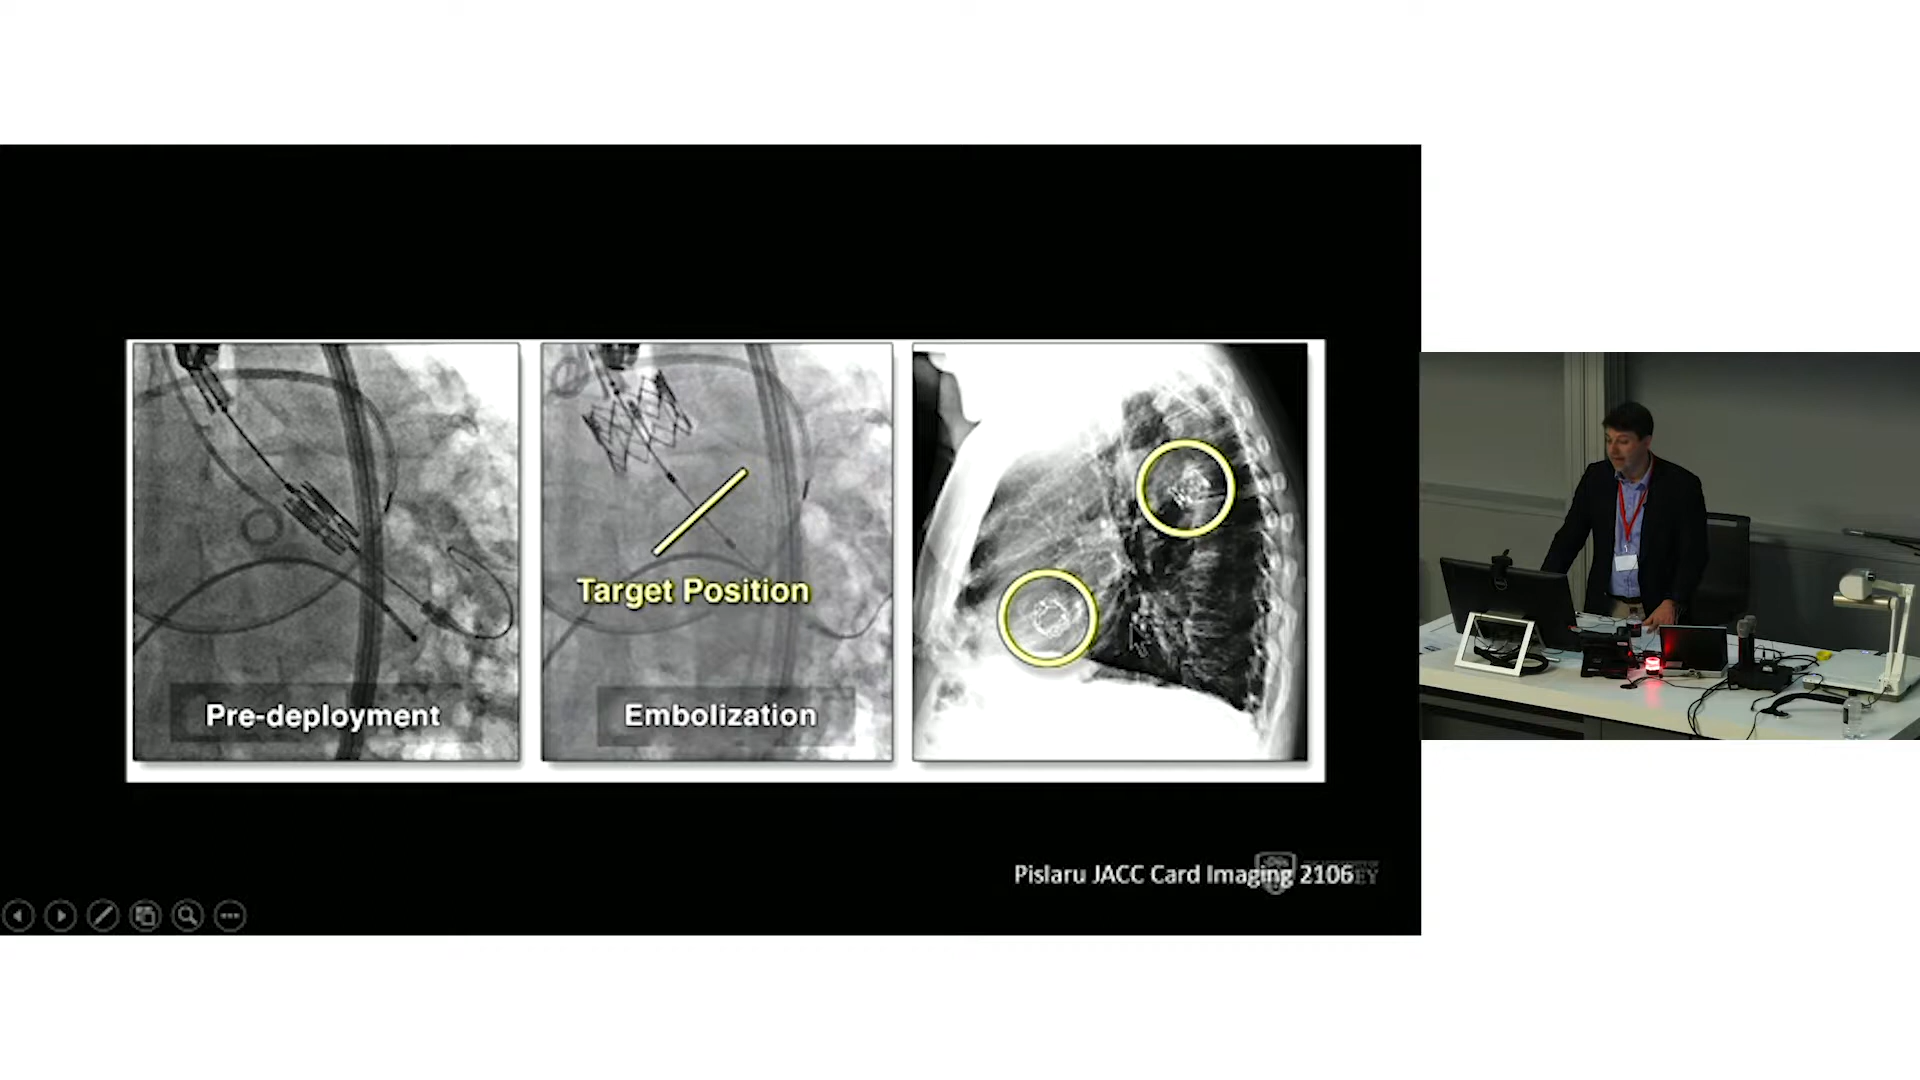 Target Position
Pre-deployment
Embolization
Pislaru JACC Card Imaging 2106